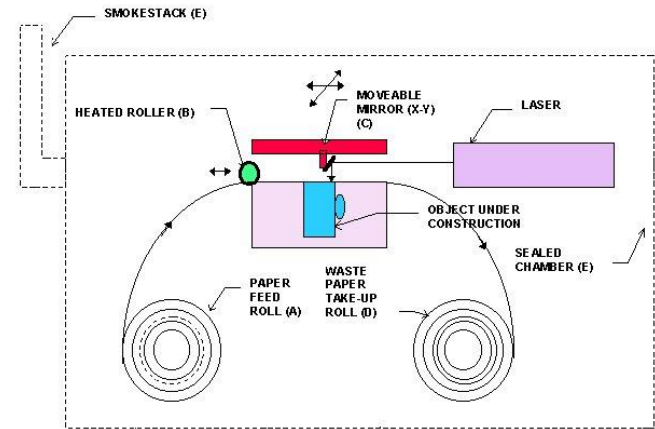 SMOKESTACK (E)
HEATED ROLLER (B)
MOVEABLE
MIRROR (X-Y)
(C)
LASER
OBJECT UNDER
CONSTRUCTION
SEALED
CHAMBER (E)
PAPER
FEED
ROLL (A)
WASTE
PAPER
TAKE-UP
ROLL (D)